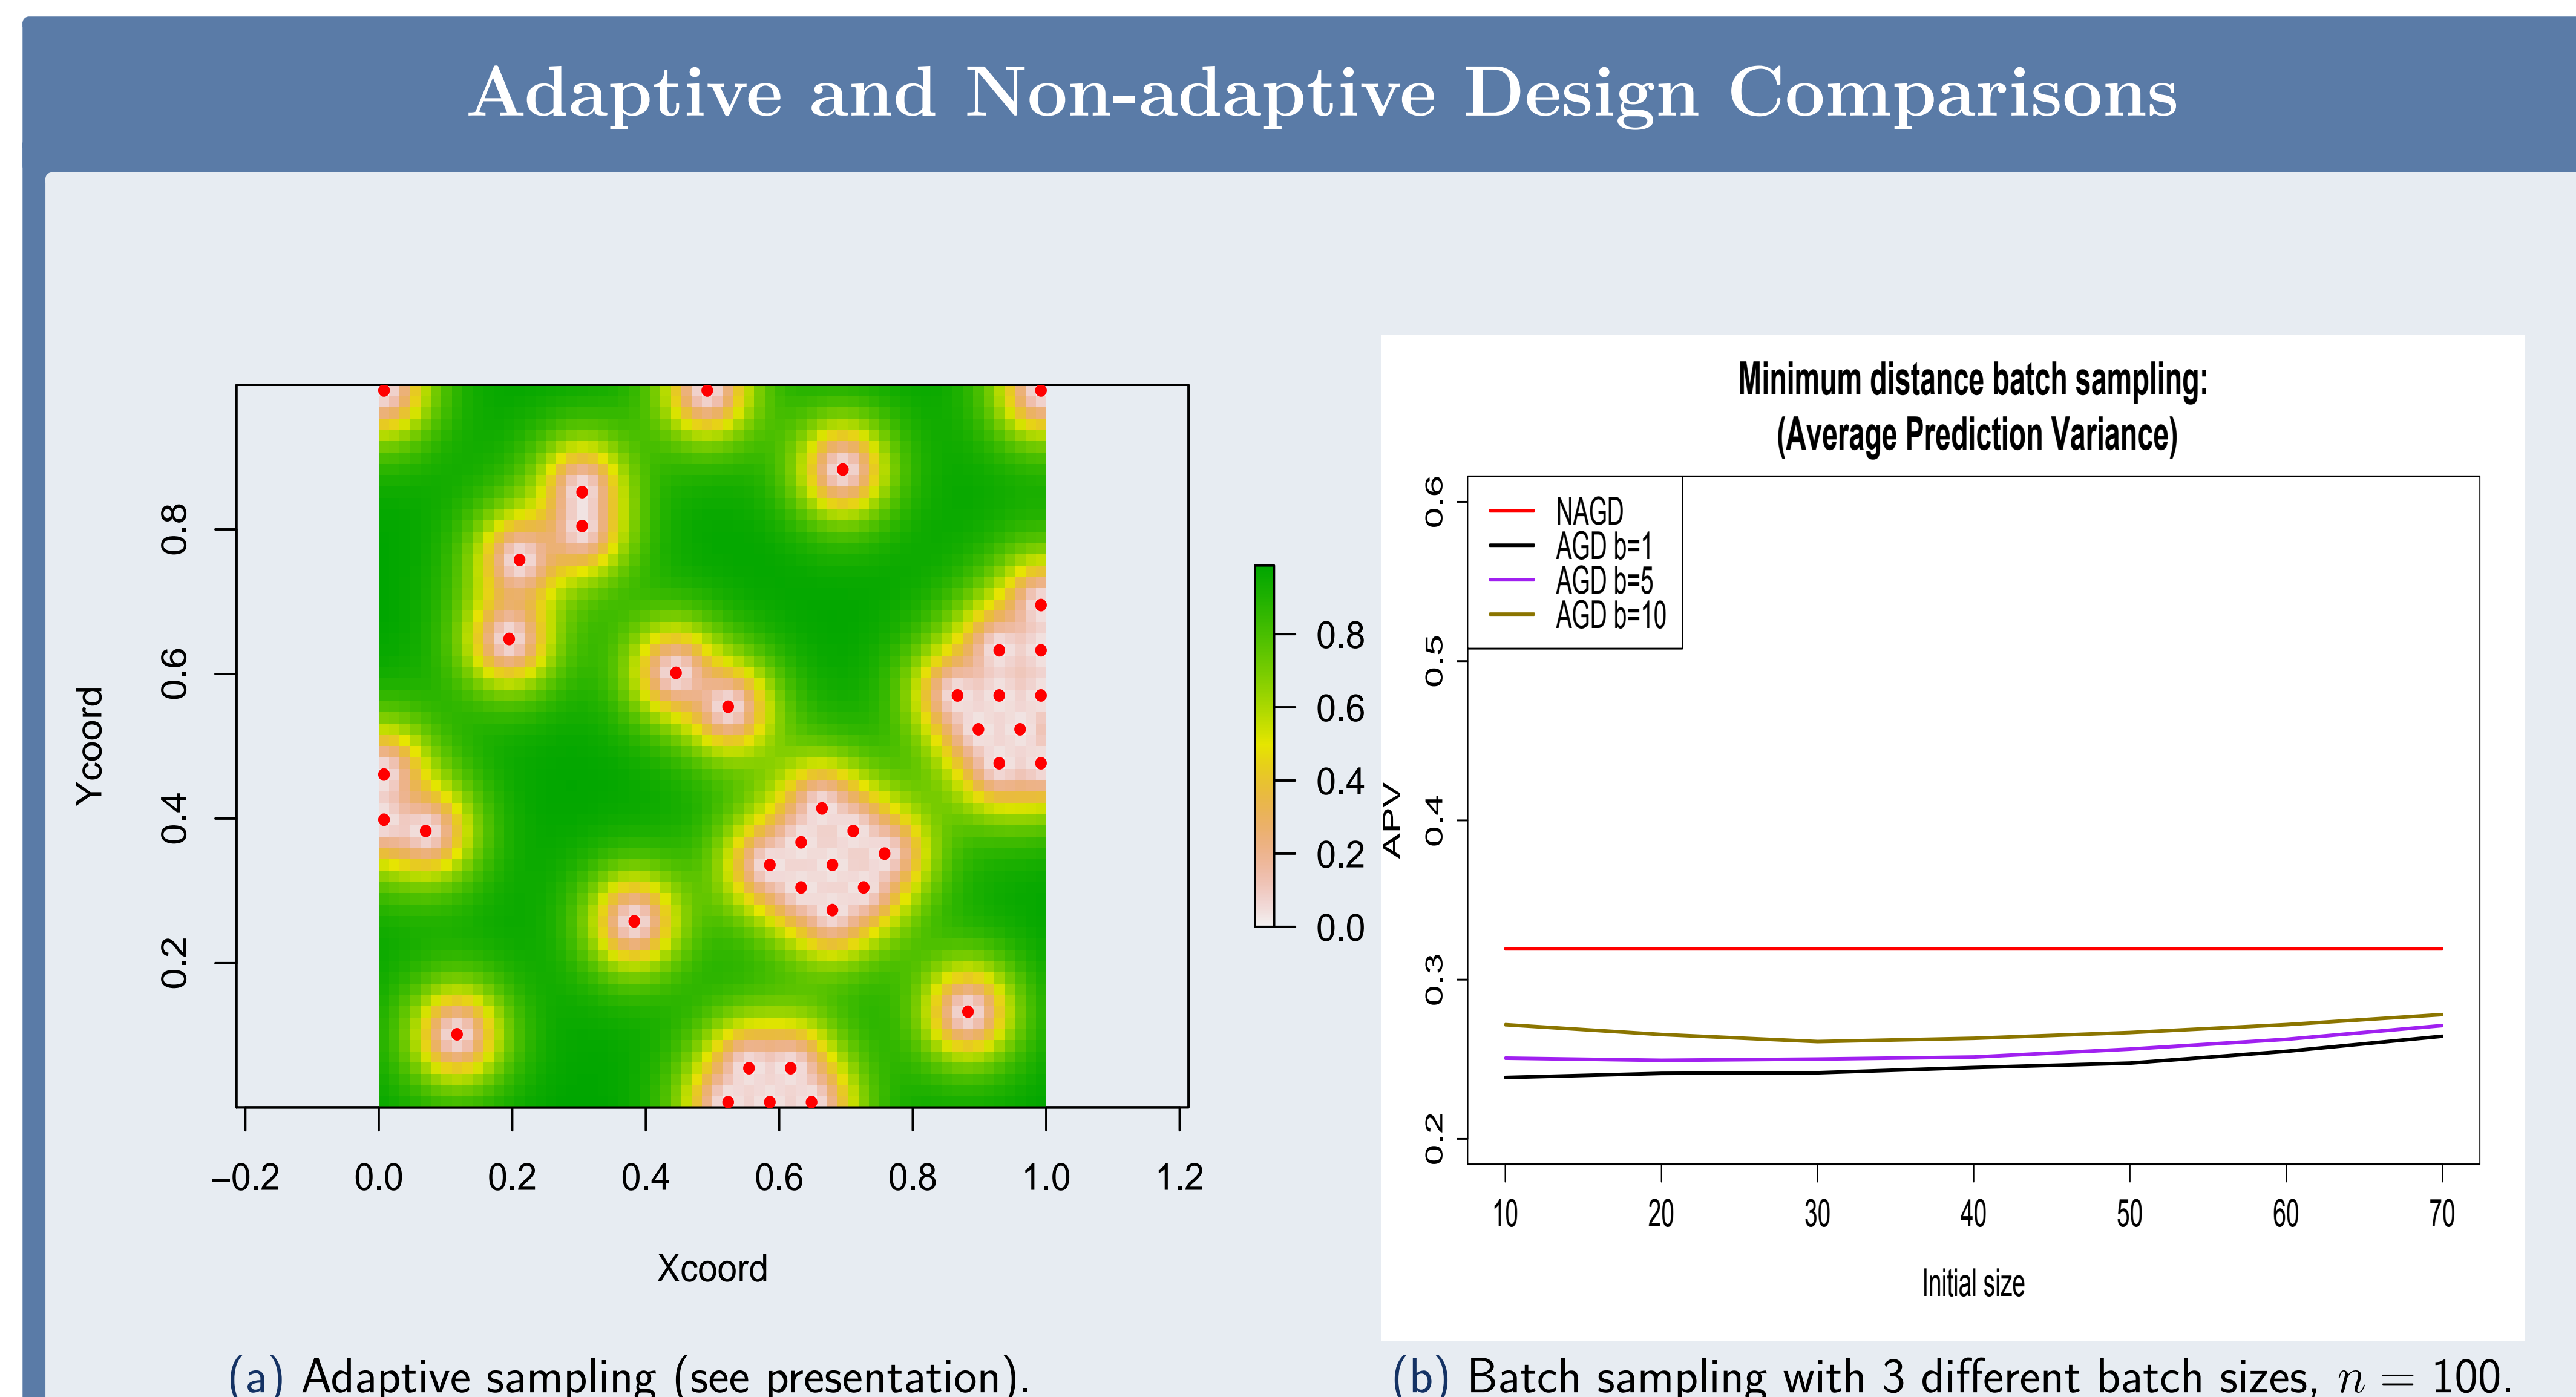 Adaptive and Non-adaptive Design Comparisons
Ycoord
0.8
0.6
0.4
0.2
−0.2 0.0 0.2 0.4 0.6 0.8 1.0 1.2
Xcoord
0.8
0.6
0.4
0.2
0.0
(a) Adaptive sampling (see presentation).
Minimum distance batch sampling:
(Average Prediction Variance)
NAGD
AGD b=1
AGD b=5
AGD b=10
APV
0.6
0.5
0.4
0.3
0.2
10 20 30 40 50 60 70
Initial size
(b) Batch sampling with 3 different batch sizes, n = 100.